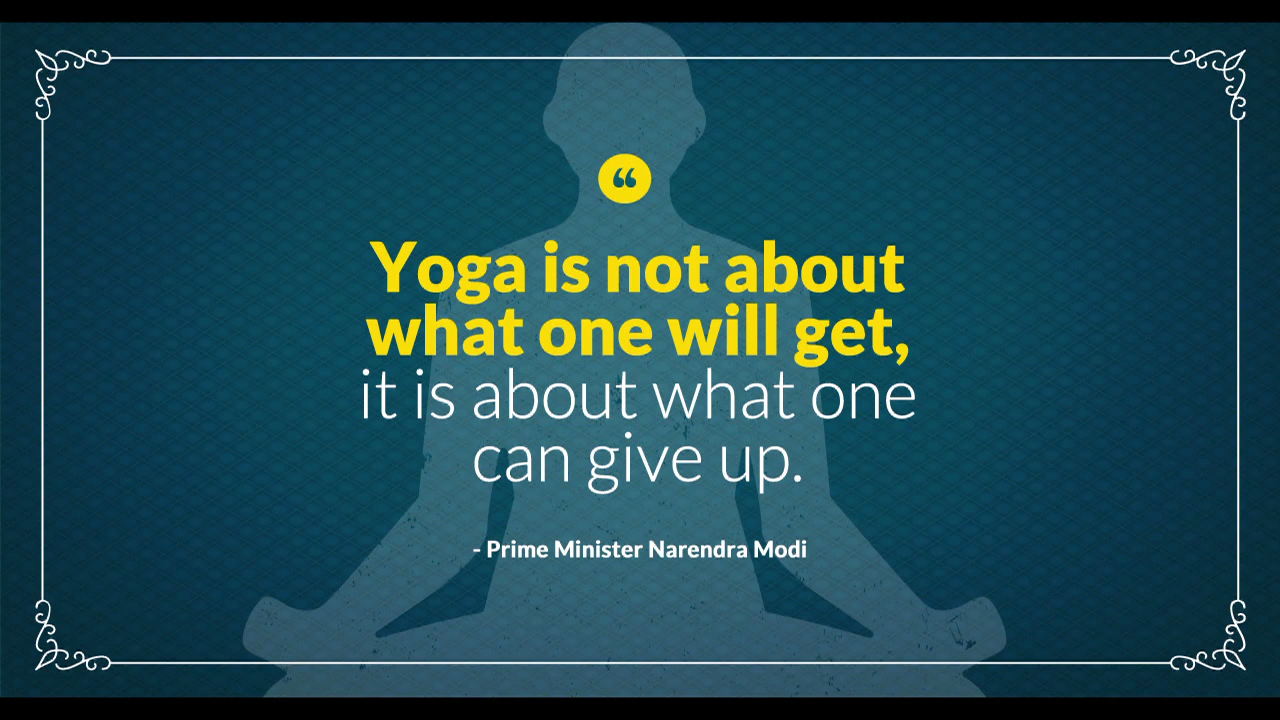 “
Yoga is not about
what one will get,
it is about what one
can give up.
- Prime Minister Narendra Modi